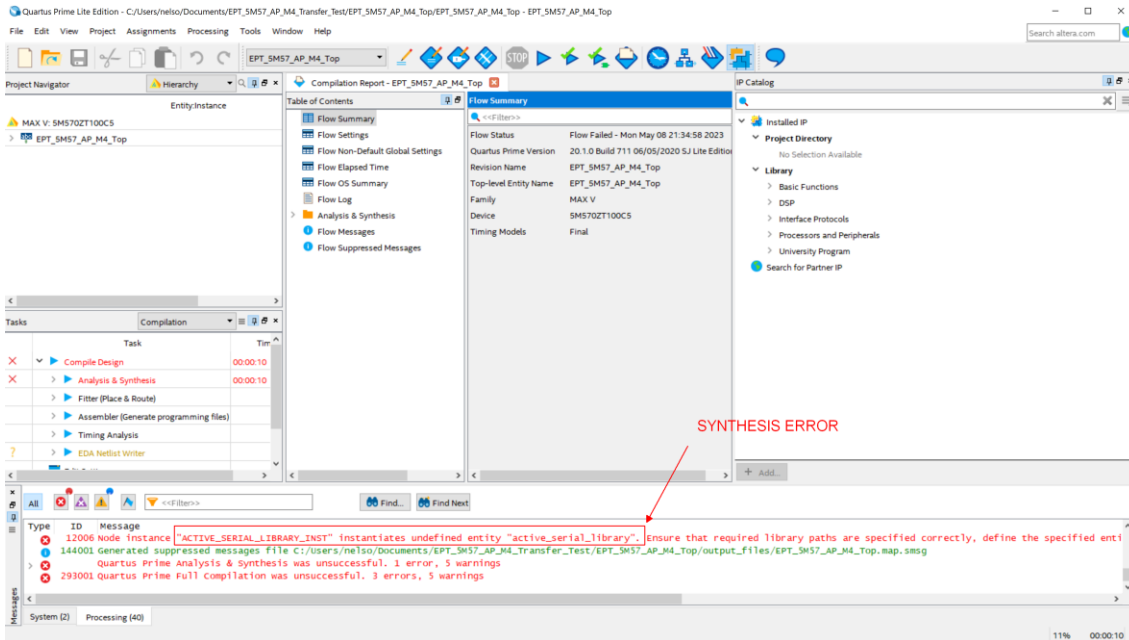 Quartus Prime Lite Edition - C:/Users/nelso/Documents/EPT_5M57_AP_M4_Transfer_Test/EPT_5M57_AP_M4_Top/EPT_5M57_AP_M4_Top - EPT_5M57_AP_M4_Top
File Edit View Project Assignments Processing Tools Window Help
Search altera.com
EPT_5M57_AP_M4_Top
STOP
Project Navigator
Hierarchy
Entity:Instance
MAX V: 5M570ZT100C5
EPT_5M57_AP_M4_Top
Tasks
Compilation
Task
Tim
Compile Design
00:00:10
Analysis & Synthesis
00:00:10
Fitter (Place & Route)
Assembler (Generate programming files)
Timing Analysis
? EDA Netlist Writer
Compilation Report - EPT_5M57_AP_M4_Top
Table of Contents
Flow Summary
Flow Settings
Flow Non-Default Global Settings
Flow Elapsed Time
Flow OS Summary
Flow Log
Analysis & Synthesis
Flow Messages
Flow Suppressed Messages
Flow Summary
<<Filter>>
Flow Status Flow Failed - Mon May 08 21:34:58 2023
Quartus Prime Version 20.1.0 Build 711 06/05/2020 SJ Lite Edition
Revision Name EPT_5M57_AP_M4_Top
Top-level Entity Name EPT_5M57_AP_M4_Top
Family MAX V
Device 5M570ZT100C5
Timing Models Final
IP Catalog
Installed IP
Project Directory
No Selection Available
Library
Basic Functions
DSP
Interface Protocols
Processors and Peripherals
University Program
Search for Partner IP
+ Add...
SYNTHESIS ERROR
All
<<Filter>>
Find...
Find Next
Type ID Message
12006 Node instance "ACTIVE_SERIAL_LIBRARY_INST" instantiates undefined entity "active_serial_library". Ensure that required library paths are specified correctly, define the specified enti
144001 Generated suppressed messages file C:/Users/nelso/Documents/EPT_5M57_AP_M4_Transfer_Test/EPT_5M57_AP_M4_Top/output_files/EPT_5M57_AP_M4_Top.map.smsg
Quartus Prime Analysis & Synthesis was unsuccessful. 1 error, 5 warnings
293001 Quartus Prime Full Compilation was unsuccessful. 3 errors, 5 warnings
Messages
System (2)
Processing (40)
11% 00:00:10